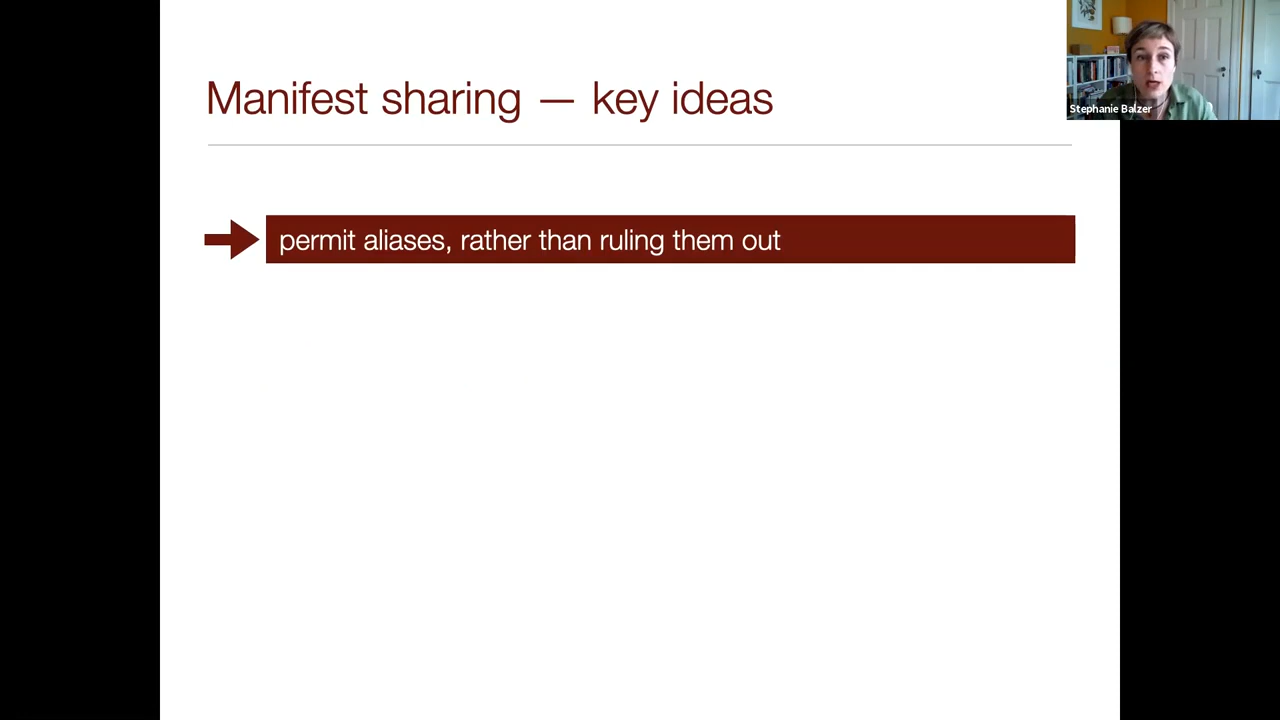 Manifest sharing — key ideas
Stephanie Balzer
permit aliases, rather than ruling them out